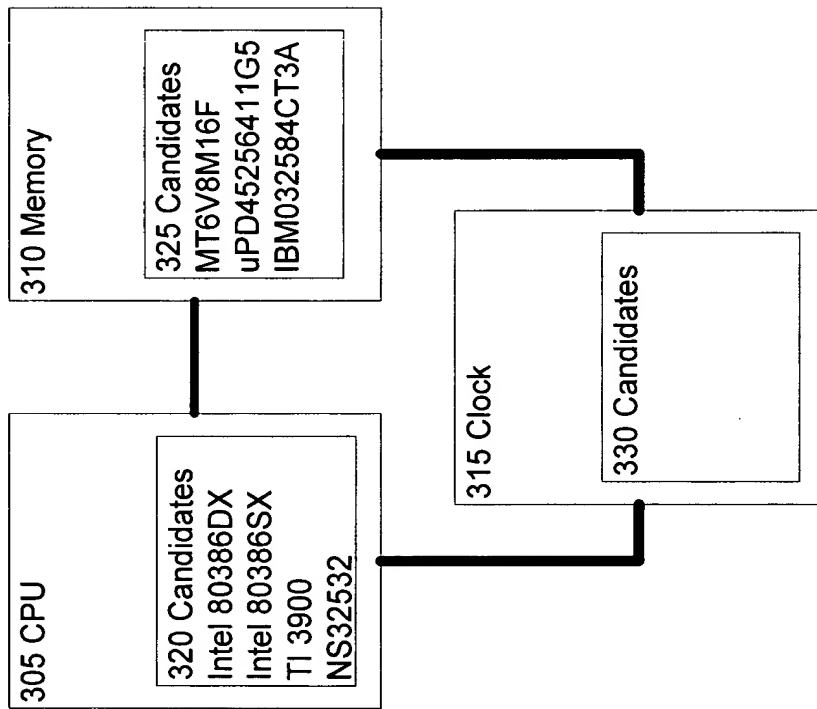 305 CPU
320 Candidates
Intel 80386DX
Intel 80386SX
TI 3900
NS32532
310 Memory
325 Candidates
MT6V8M16F
uPD45256411G5
IBM032584CT3A
315 Clock
330 Candidates